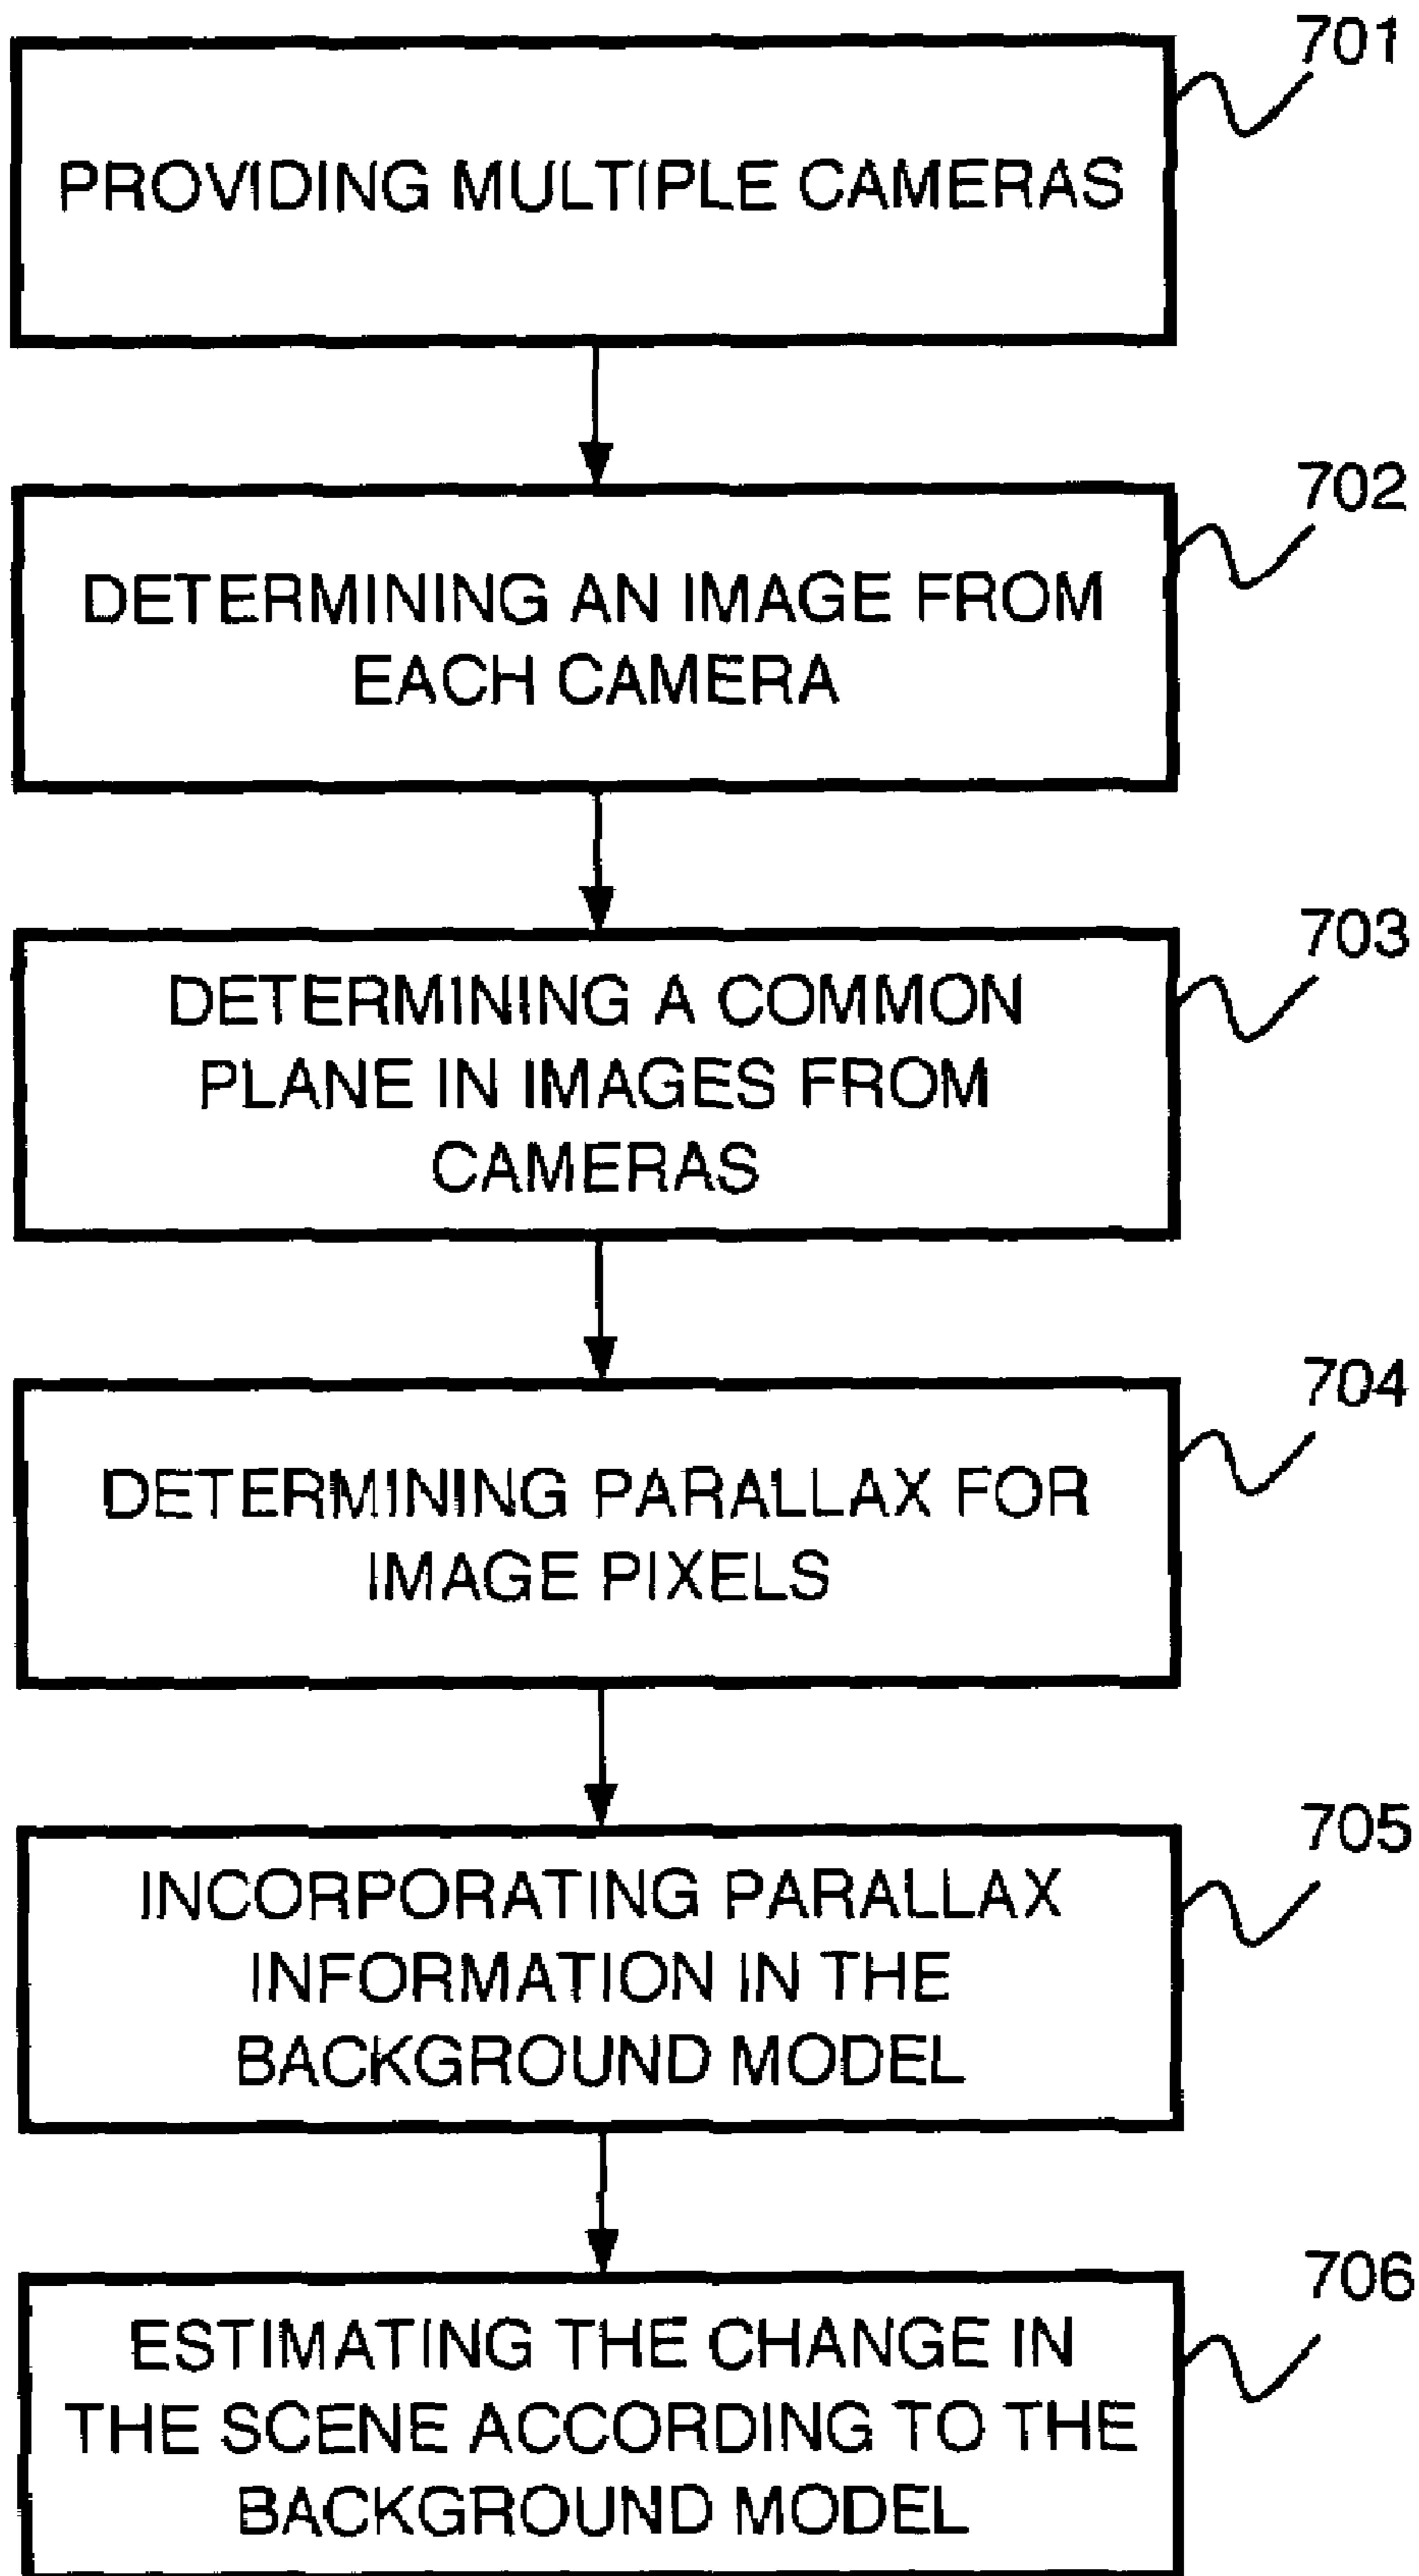 701
PROVIDING MULTIPLE CAMERAS
702
DETERMINING AN IMAGE FROM
EACH CAMERA
703
DETERMINING A COMMON
PLANE IN IMAGES FROM
CAMERAS
704
DETERMINING PARALLAX FOR
IMAGE PIXELS
705
INCORPORATING PARALLAX
INFORMATION IN THE
BACKGROUND MODEL
706
ESTIMATING THE CHANGE IN
THE SCENE ACCORDING TO THE
BACKGROUND MODEL